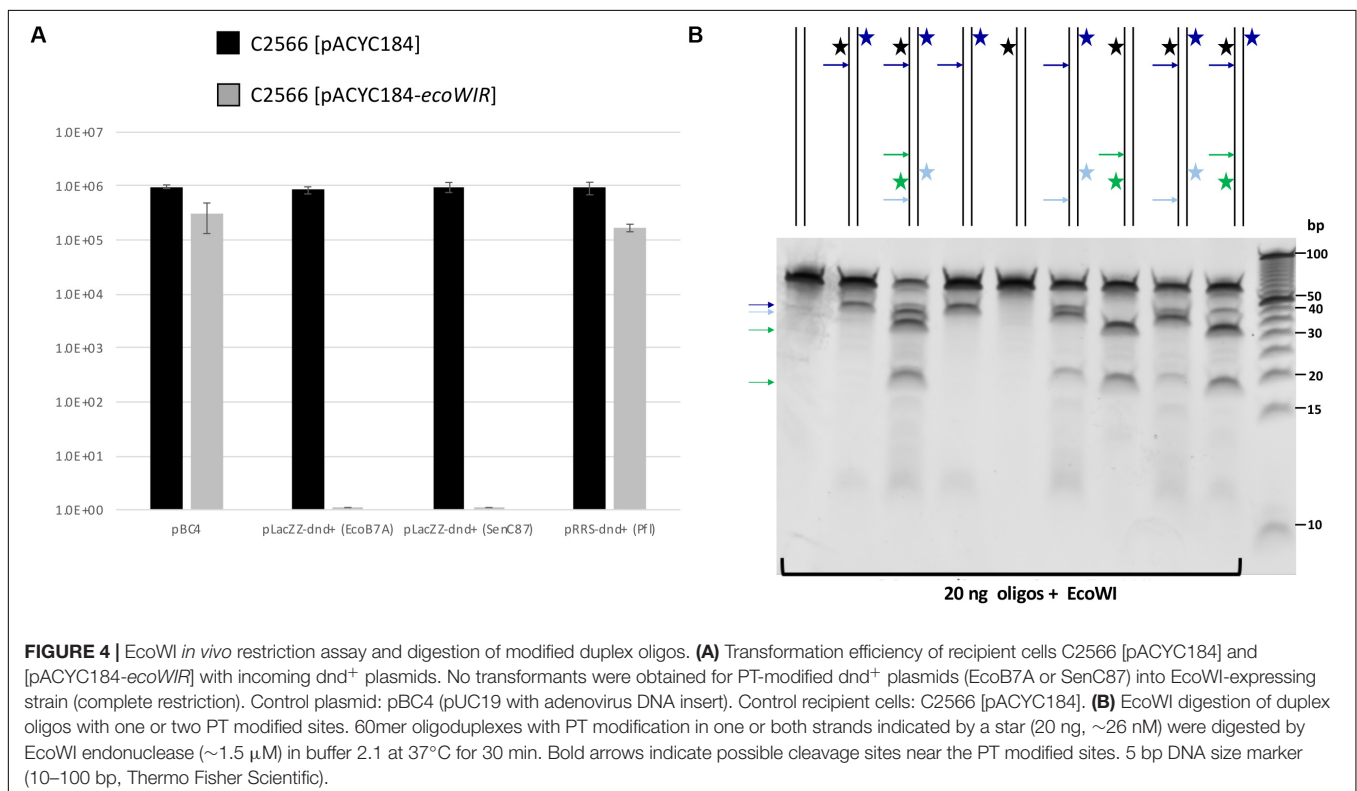 A
C2566 [pACYC184]
C2566 [pACYC184-ecoWIR]
1.0E+07
1.0E+06
1.0E+05
1.0E+04
1.0E+03
1.0E+02
1.0E+01
1.0E+00
pBC4
pLacZZ-dnd+ (EcoB7A)
pLacZZ-dnd+ (SenC87)
pRRS-dnd+ (Pfl)
B
bp
100
50
40
30
20
15
10
20 ng oligos + EcoWI
FIGURE 4 | EcoWI in vivo restriction assay and digestion of modified duplex oligos. (A) Transformation efficiency of recipient cells C2566 [pACYC184] and
[pACYC184-ecoWIR] with incoming dnd⁺ plasmids. No transformants were obtained for PT-modified dnd⁺ plasmids (EcoB7A or SenC87) into EcoWI-expressing
strain (complete restriction). Control plasmid: pBC4 (pUC19 with adenovirus DNA insert). Control recipient cells: C2566 [pACYC184]. (B) EcoWI digestion of duplex
oligos with one or two PT modified sites. 60mer oligoduplexes with PT modification in one or both strands indicated by a star (20 ng, ~26 nM) were digested by
EcoWI endonuclease (~1.5 μM) in buffer 2.1 at 37°C for 30 min. Bold arrows indicate possible cleavage sites near the PT modified sites. 5 bp DNA size marker
(10–100 bp, Thermo Fisher Scientific).